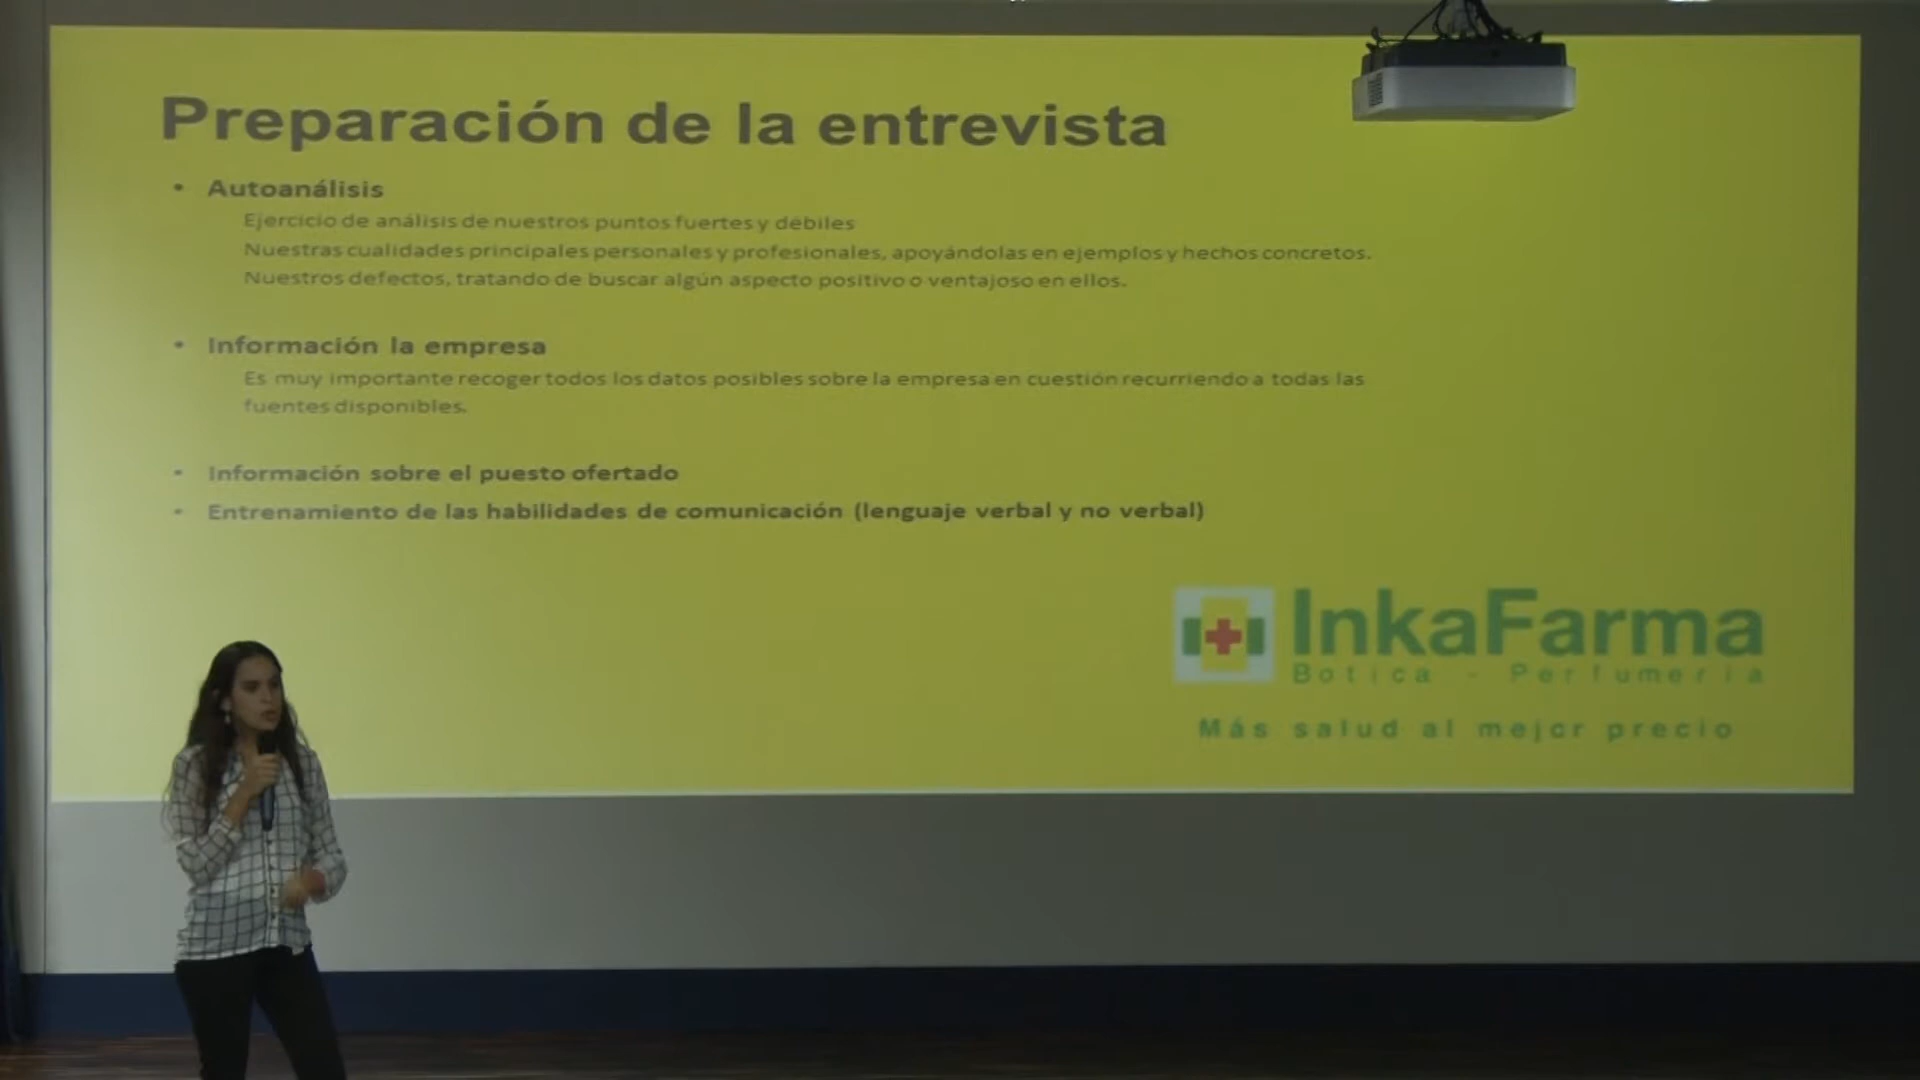 Preparación de la entrevista
• Autoanálisis
Ejercicio de análisis de nuestros puntos fuertes y débiles
Nuestras cualidades principales personales y profesionales, apoyándolas en ejemplos y hechos concretos.
Nuestros defectos, tratando de buscar algún aspecto positivo o ventajoso en ellos.
• Información la empresa
Es muy importante recoger todos los datos posibles sobre la empresa en cuestión recurriendo a todas las
fuentes disponibles.
• Información sobre el puesto ofertado
• Entrenamiento de las habilidades de comunicación (lenguaje verbal y no verbal)
InkaFarma
Botica - Perfumería
Más salud al mejor precio